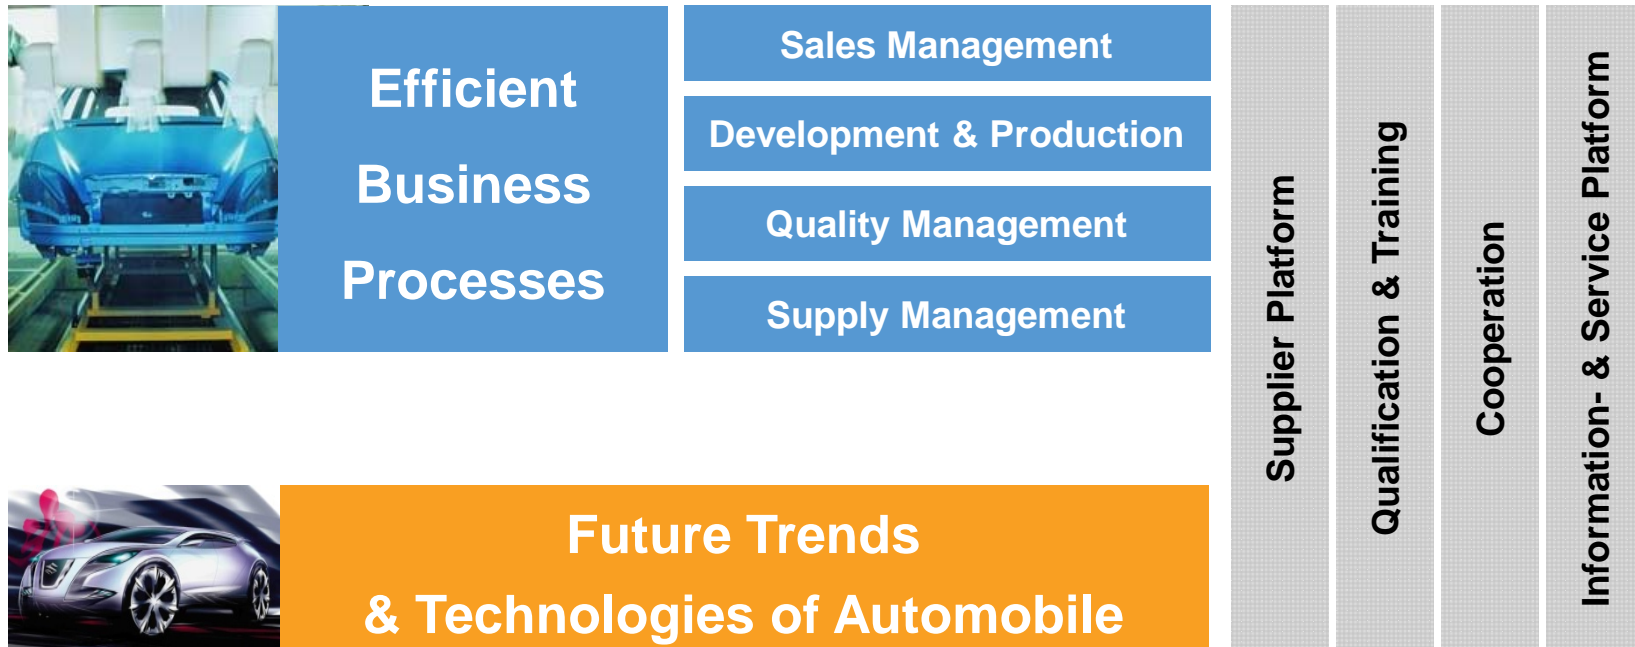 Efficient
Business
Processes
Sales Management
Development & Production
Quality Management
Supply Management
Future Trends
& Technologies of Automobile
Supplier Platform
Qualification & Training
Cooperation
Information- & Service Platform